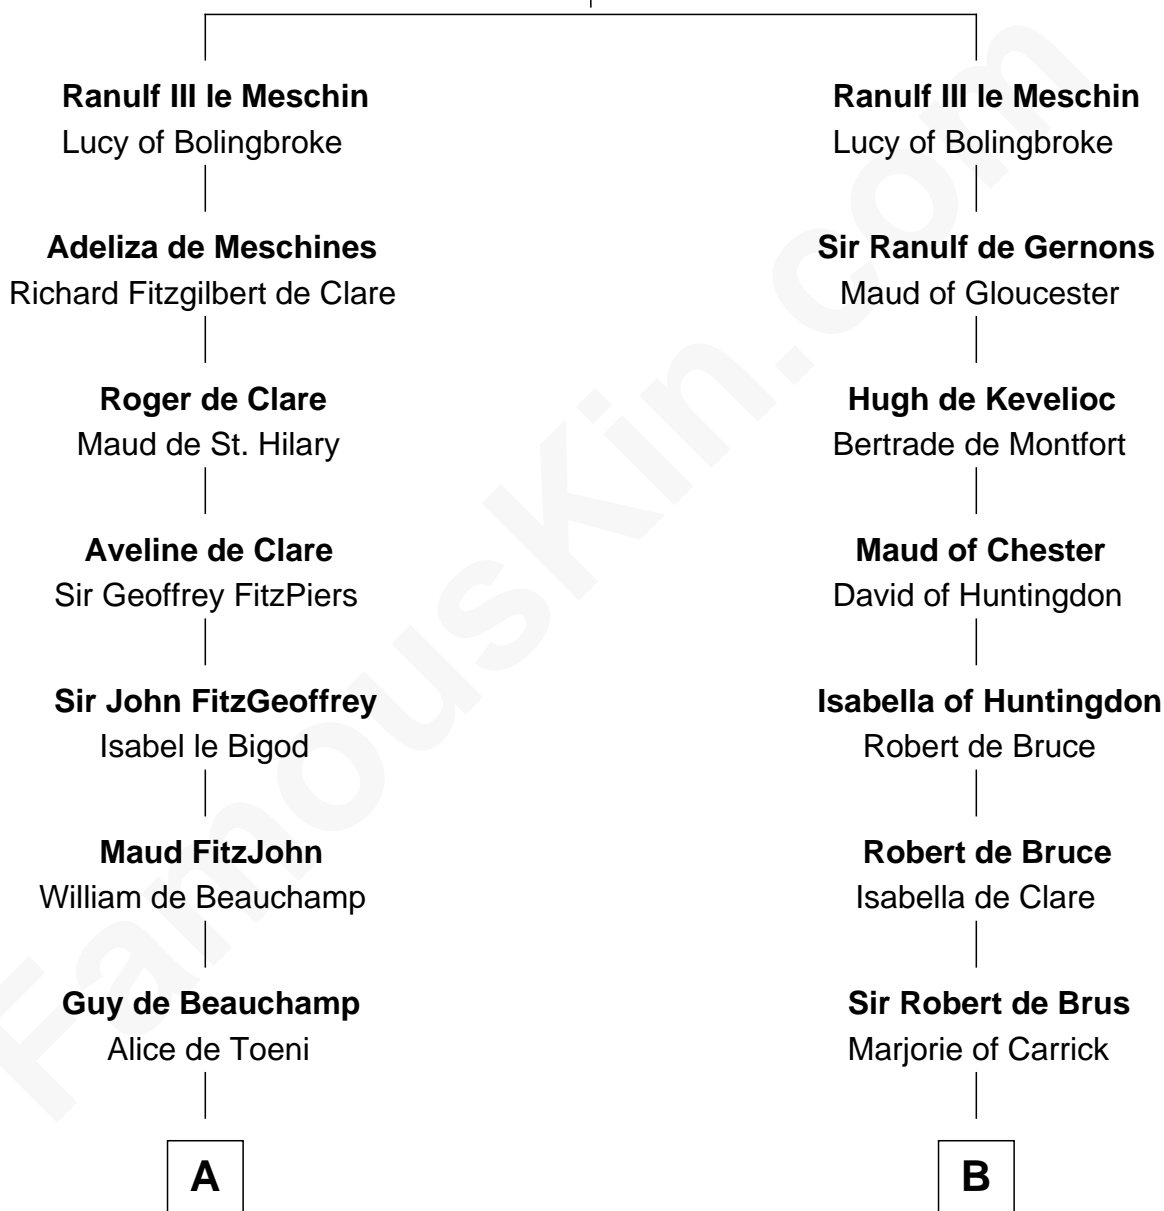 Ranulf III le Meschin
Lucy of Bolingbroke
Adeliza de Meschines
Richard Fitzgilbert de Clare
Roger de Clare
Maud de St. Hilary
Aveline de Clare
Sir Geoffrey FitzPiers
Sir John FitzGeoffrey
Isabel le Bigod
Maud FitzJohn
William de Beauchamp
Guy de Beauchamp
Alice de Toeni
A
Ranulf III le Meschin
Lucy of Bolingbroke
Sir Ranulf de Gernons
Maud of Gloucester
Hugh de Kevelioc
Bertrade de Montfort
Maud of Chester
David of Huntingdon
Isabella of Huntingdon
Robert de Bruce
Robert de Bruce
Isabella de Clare
Sir Robert de Brus
Marjorie of Carrick
B
FamousKin.com